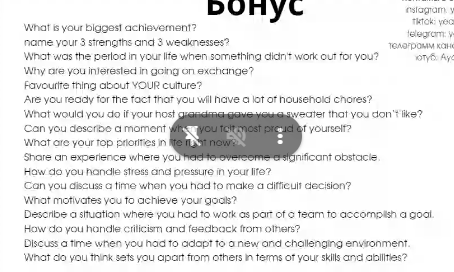 Бонус
What is your biggest achievement?
name your 3 strengths and 3 weaknesses?
What was the period in your life when something didn't work out for you?
Why are you interested in going on exchange?
Favourite thing about YOUR culture?
Are you ready for the fact that you will have a lot of household chores?
What would you do if your host grandma gave you a sweater that you don't like?
Can you describe a moment when you felt most proud of yourself?
What are your top priorities in life right now?
Share an experience where you had to overcome a significant obstacle.
How do you handle stress and pressure in your life?
Can you discuss a time when you had to make a difficult decision?
What motivates you to achieve your goals?
Describe a situation where you had to work as part of a team to accomplish a goal.
How do you handle criticism and feedback from others?
Discuss a time when you had to adapt to a new and challenging environment.
What do you think sets you apart from others in terms of your skills and abilities?
instagram: y
tiktok: yea
telegram: y
телеграмм кан
ютуб: Ay